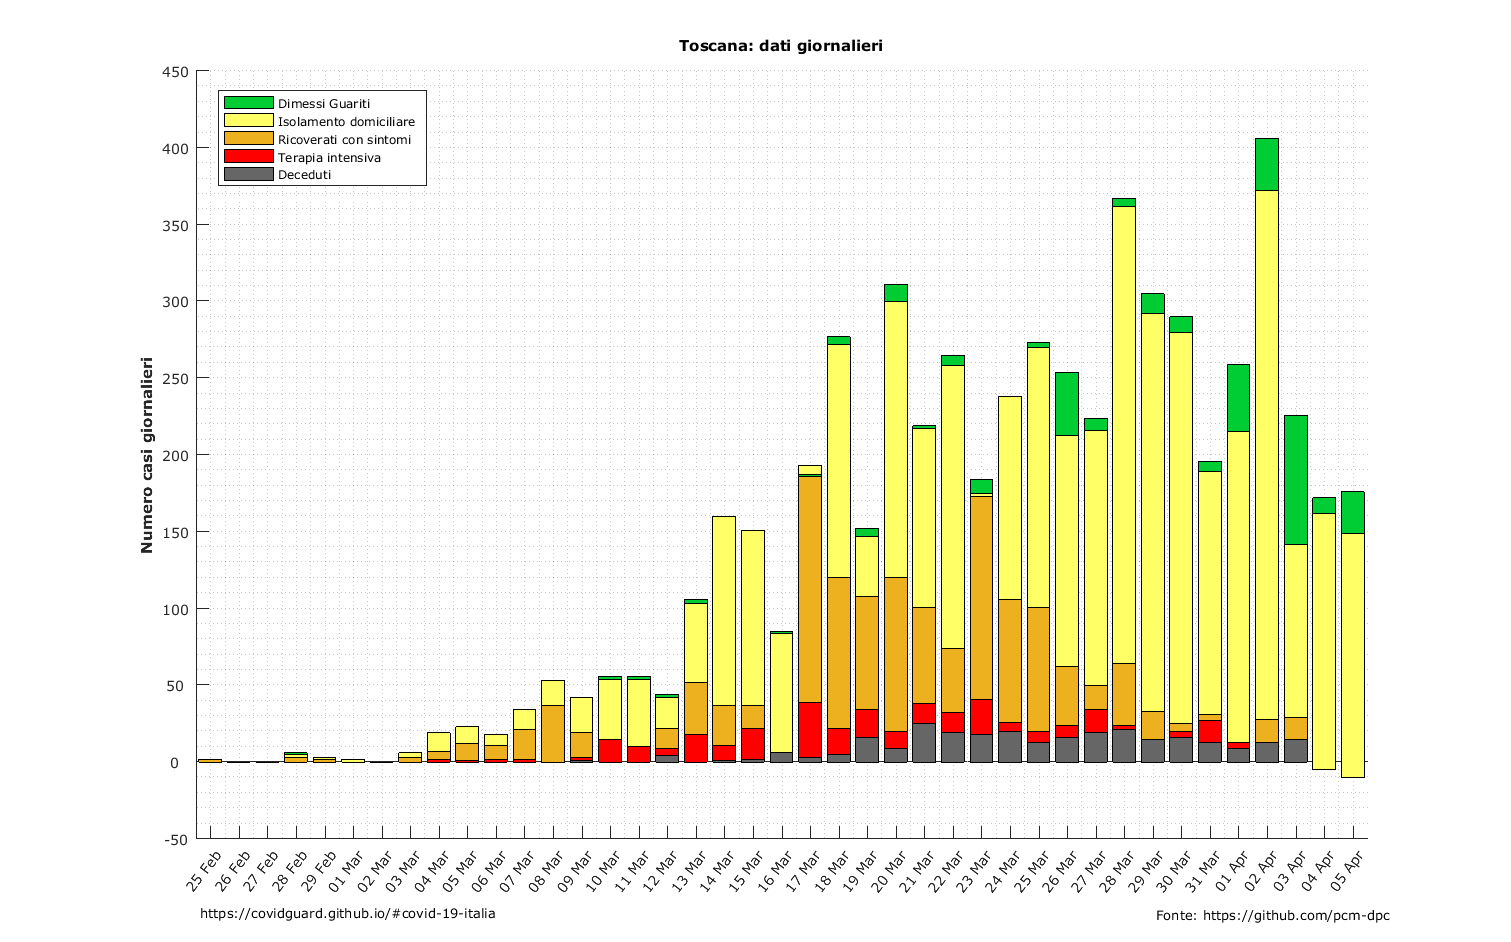 Toscana: dati giornalieri
450
400
350
300
250
200
150
100
50
0
-50
Numero casi giornalieri
Dimessi Guariti
Isolamento domiciliare
Ricoverati con sintomi
Terapia intensiva
Deceduti
25 Feb
26 Feb
27 Feb
28 Feb
29 Feb
01 Mar
02 Mar
03 Mar
04 Mar
05 Mar
06 Mar
07 Mar
08 Mar
09 Mar
10 Mar
11 Mar
12 Mar
13 Mar
14 Mar
15 Mar
16 Mar
17 Mar
18 Mar
19 Mar
20 Mar
21 Mar
22 Mar
23 Mar
24 Mar
25 Mar
26 Mar
27 Mar
28 Mar
29 Mar
30 Mar
31 Mar
01 Apr
02 Apr
03 Apr
04 Apr
05 Apr
https://covidguard.github.io/#covid-19-italia
Fonte: https://github.com/pcm-dpc